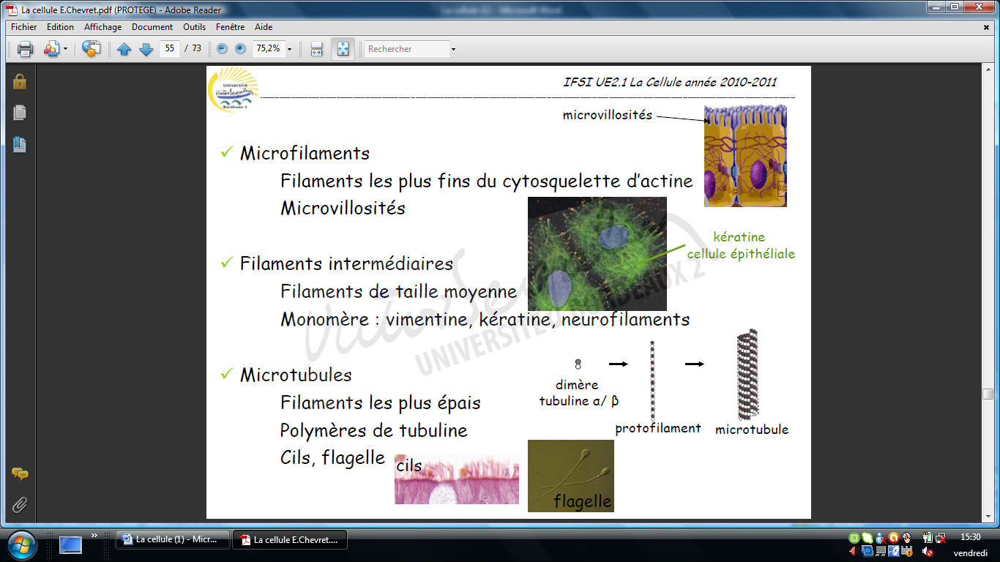 La cellule E.Chevret.pdf (PROTEGE) - Adobe Reader
Fichier Edition Affichage Document Outils Fenêtre Aide
55 / 73 75,2% Rechercher
Université
Victor Segalen
Bordeaux 2
IFSI UE2.1 La Cellule année 2010-2011
microvillosités
✓ Microfilaments
Filaments les plus fins du cytosquelette d’actine
Microvillosités
kératine
cellule épithéliale
✓ Filaments intermédiaires
Filaments de taille moyenne
Monomère : vimentine, kératine, neurofilaments
✓ Microtubules
Filaments les plus épais
Polymères de tubuline
Cils, flagelle
dimère
tubuline α/ β
protofilament
microtubule
cils
flagelle
La cellule (1) - Micr...
La cellule E.Chevret....
15:30
vendredi